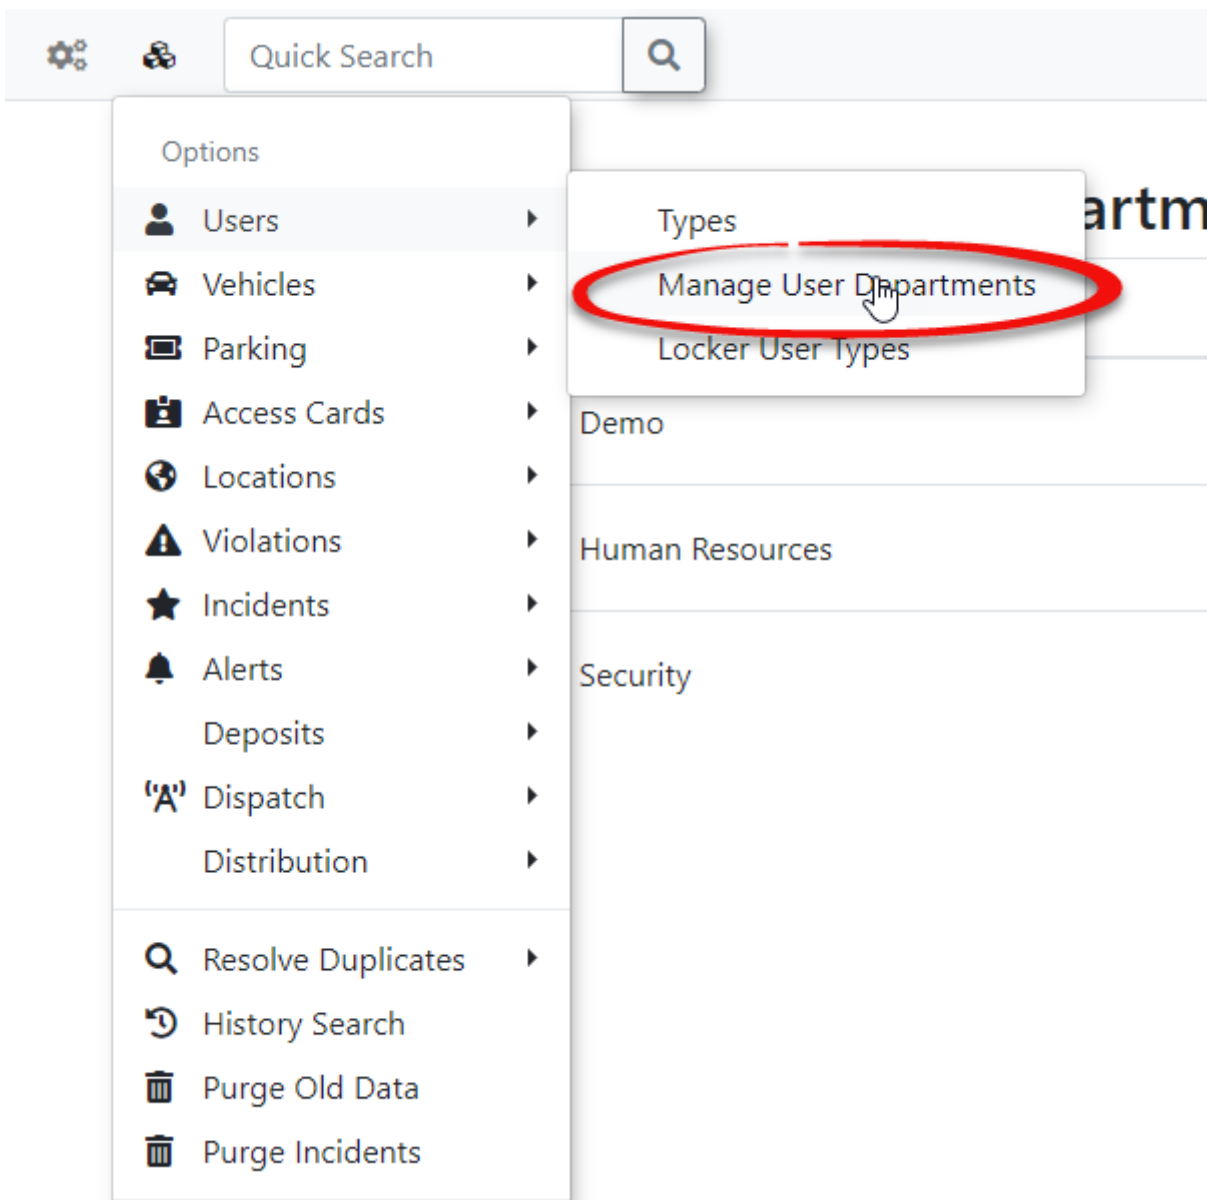 Quick Search
Options
Users
Vehicles
Parking
Access Cards
Locations
Violations
Incidents
Alerts
Deposits
Dispatch
Distribution
Resolve Duplicates
History Search
Purge Old Data
Purge Incidents
Types
Manage User Departments
Locker User Types
artm
Demo
Human Resources
Security